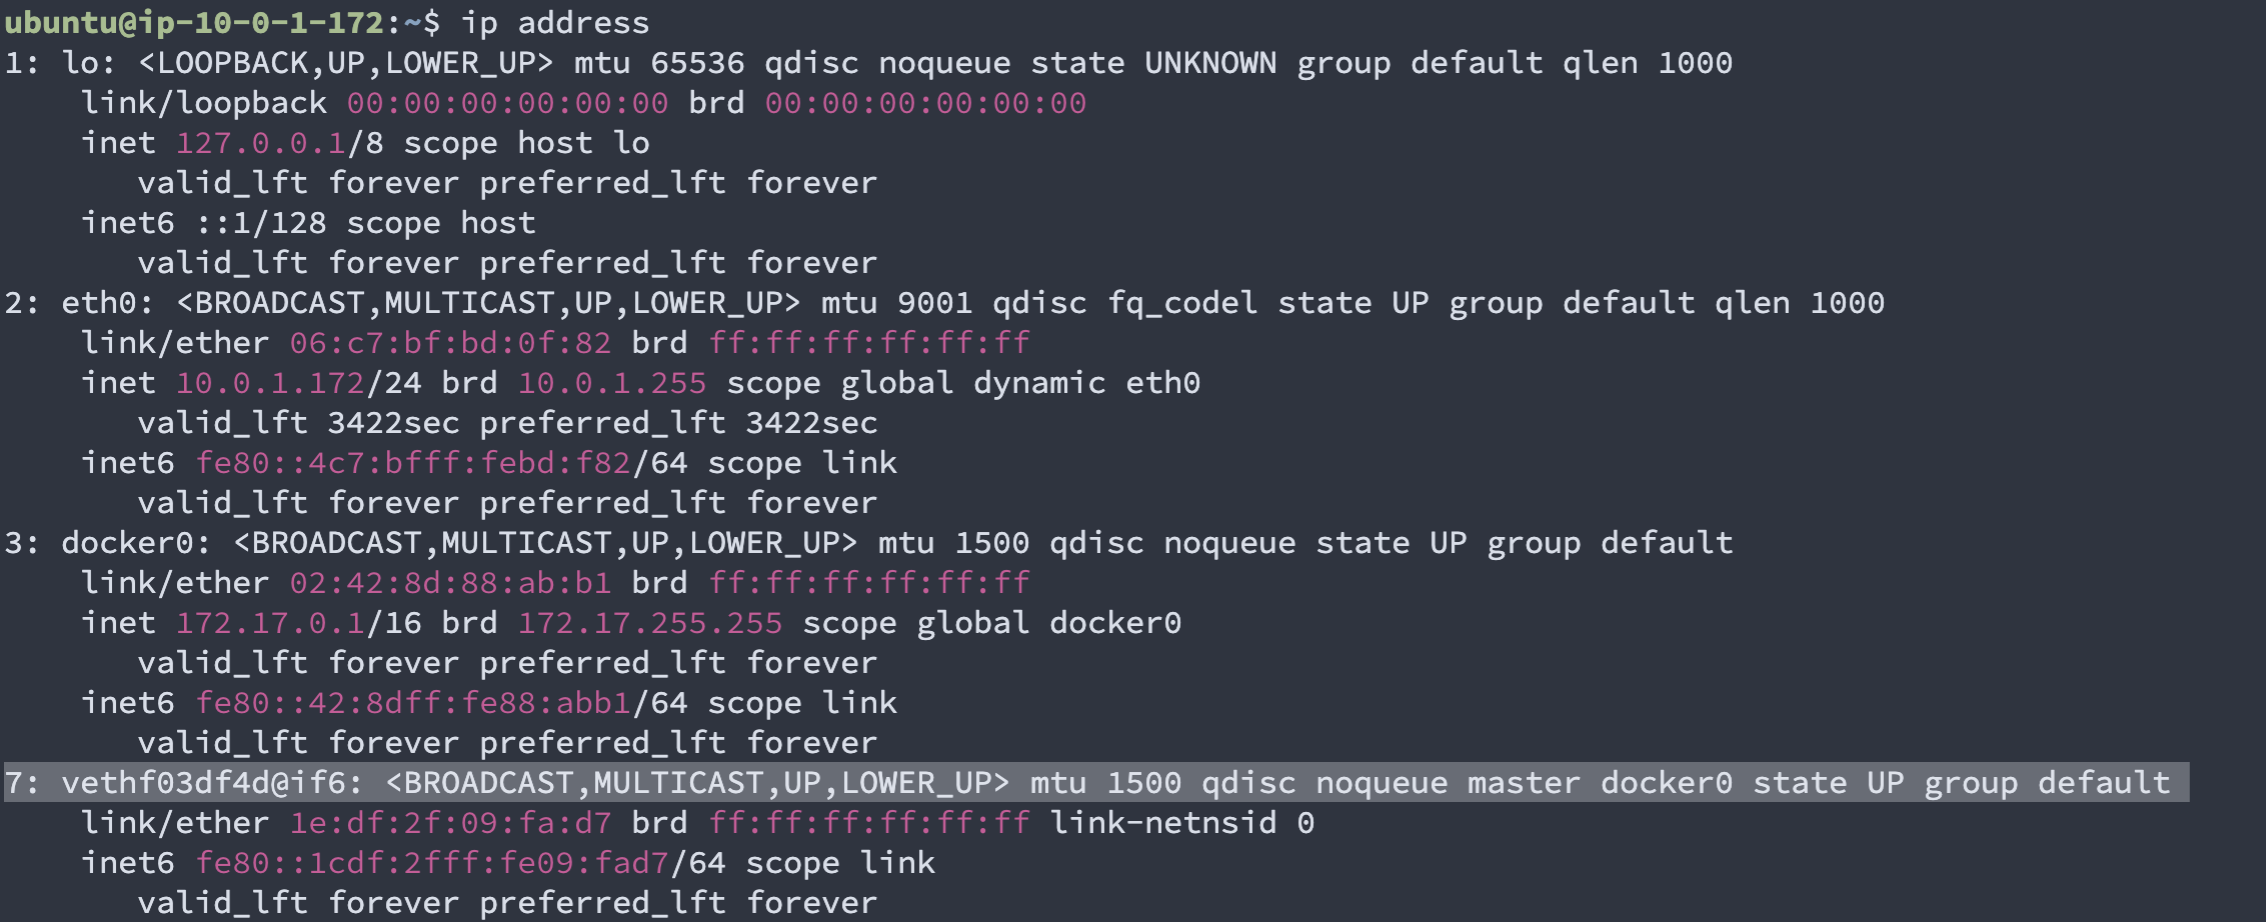 ubuntu@ip-10-0-1-172:~$ ip address
1: lo: <LOOPBACK,UP,LOWER_UP> mtu 65536 qdisc noqueue state UNKNOWN group default qlen 1000
    link/loopback 00:00:00:00:00:00 brd 00:00:00:00:00:00
    inet 127.0.0.1/8 scope host lo
       valid_lft forever preferred_lft forever
    inet6 ::1/128 scope host
       valid_lft forever preferred_lft forever
2: eth0: <BROADCAST,MULTICAST,UP,LOWER_UP> mtu 9001 qdisc fq_codel state UP group default qlen 1000
    link/ether 06:c7:bf:bd:0f:82 brd ff:ff:ff:ff:ff:ff
    inet 10.0.1.172/24 brd 10.0.1.255 scope global dynamic eth0
       valid_lft 3422sec preferred_lft 3422sec
    inet6 fe80::4c7:bfff:febd:f82/64 scope link
       valid_lft forever preferred_lft forever
3: docker0: <BROADCAST,MULTICAST,UP,LOWER_UP> mtu 1500 qdisc noqueue state UP group default
    link/ether 02:42:8d:88:ab:b1 brd ff:ff:ff:ff:ff:ff
    inet 172.17.0.1/16 brd 172.17.255.255 scope global docker0
       valid_lft forever preferred_lft forever
    inet6 fe80::42:8dff:fe88:abb1/64 scope link
       valid_lft forever preferred_lft forever
7: vethf03df4d@if6: <BROADCAST,MULTICAST,UP,LOWER_UP> mtu 1500 qdisc noqueue master docker0 state UP group default
    link/ether 1e:df:2f:09:fa:d7 brd ff:ff:ff:ff:ff:ff link-netnsid 0
    inet6 fe80::1cdf:2fff:fe09:fad7/64 scope link
       valid_lft forever preferred_lft forever